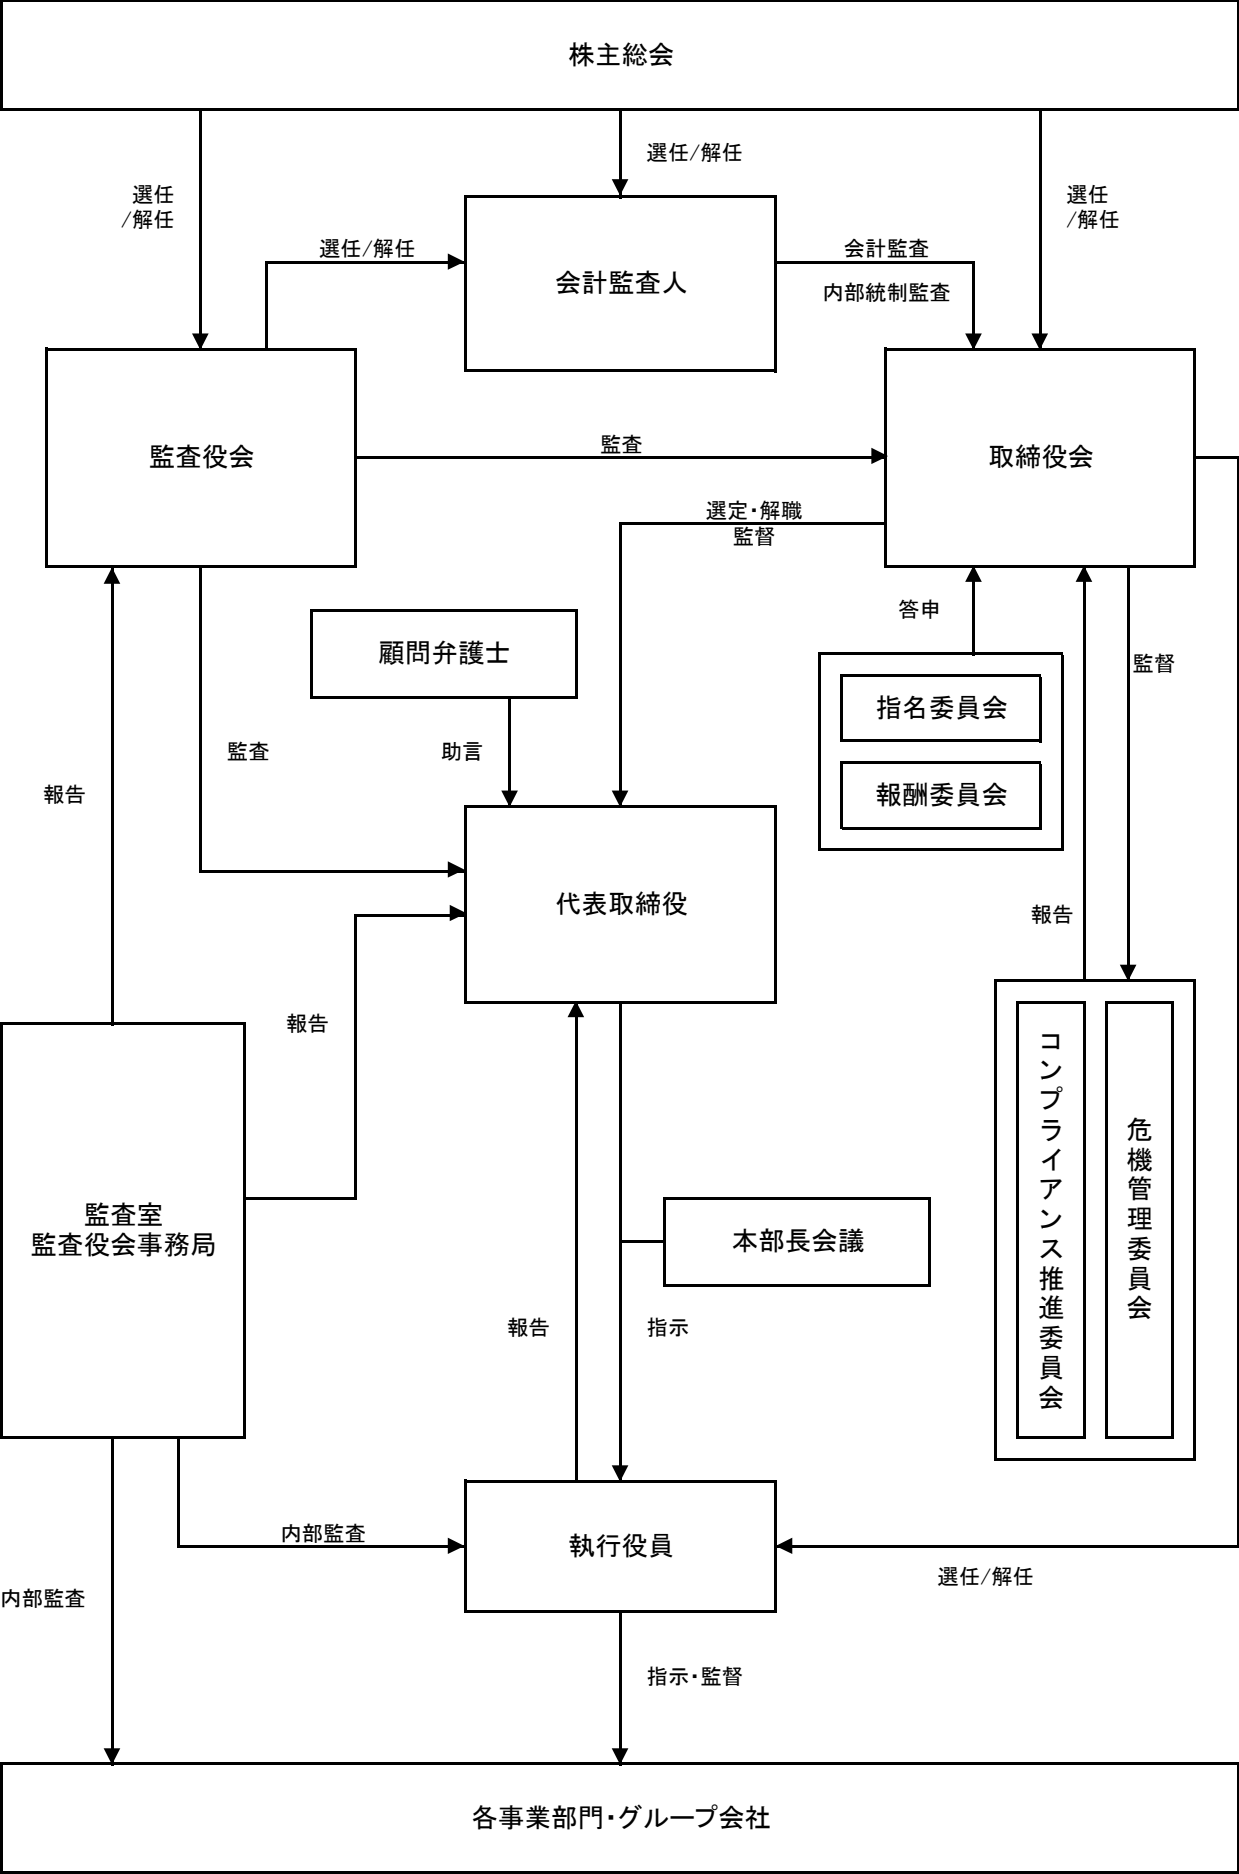 株主総会
選任/解任
選任
/解任
選任
/解任
選任/解任
会計監査
会計監査人
内部統制監査
監査役会
監査
取締役会
選定・解職
監督
答申
顧問弁護士
監督
指名委員会
監査
助言
報告
報酬委員会
代表取締役
報告
報告
コンプライアンス推進委員会
危機管理委員会
監査室
監査役会事務局
本部長会議
報告
指示
内部監査
執行役員
選任/解任
内部監査
指示・監督
各事業部門・グループ会社